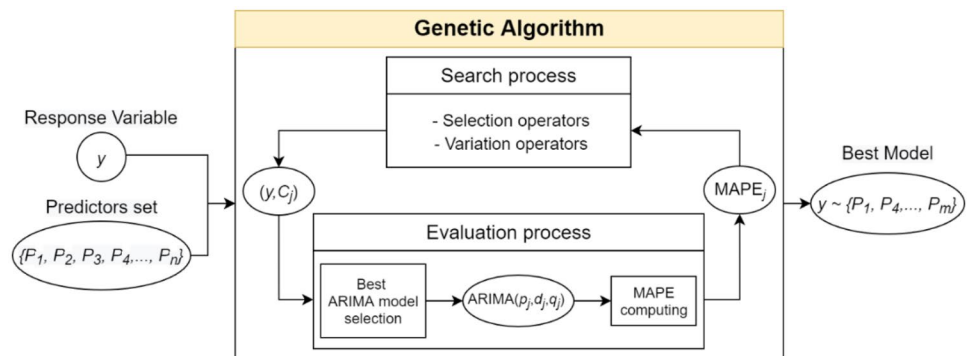 Genetic Algorithm
Search process
- Selection operators
- Variation operators
Response Variable
y
Predictors set
{P1, P2, P3, P4,..., Pn}
(y,Cj)
MAPEj
Evaluation process
Best
ARIMA model
selection
ARIMA(pj,dj,qj)
MAPE
computing
Best Model
y ~ {P1, P4,..., Pm}